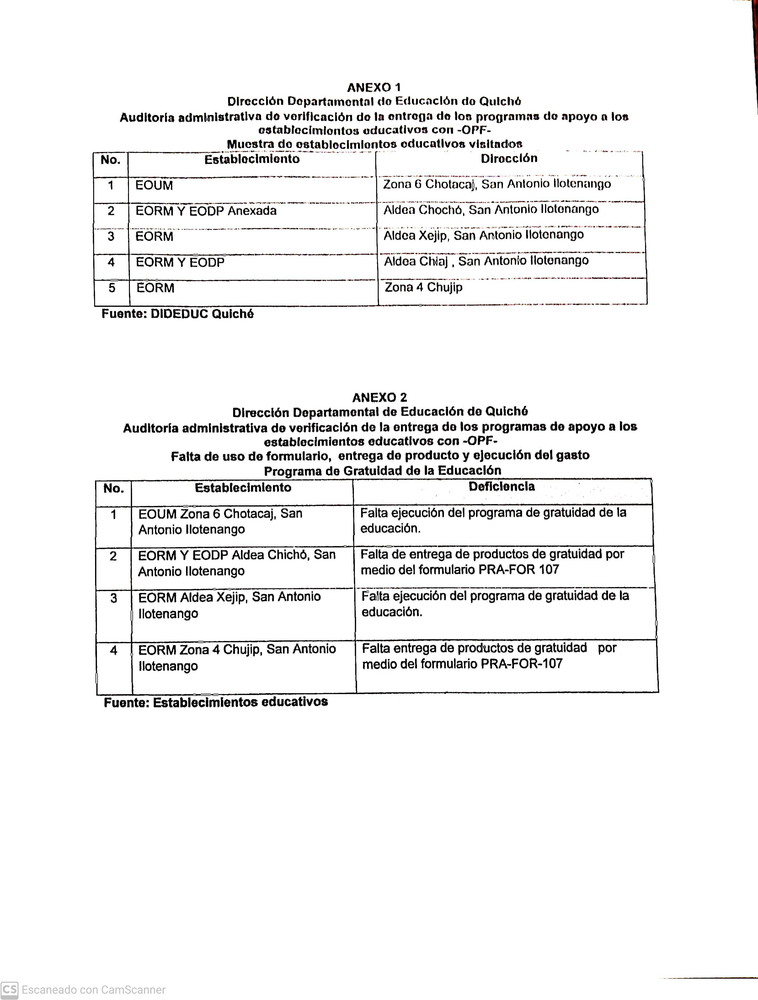 ANEXO 1
Dirección Departamental de Educación de Quiché
Auditoría administrativa de verificación de la entrega de los programas de apoyo a los
establecimientos educativos con -OPF-
Muestra de establecimientos educativos visitados
No. Establecimiento Dirección
1 EOUM Zona 6 Chotacaj, San Antonio Ilotenango
2 EORM Y EODP Anexada Aldea Chochó, San Antonio Ilotenango
3 EORM Aldea Xejip, San Antonio Ilotenango
4 EORM Y EODP Aldea Chiaj , San Antonio Ilotenango
5 EORM Zona 4 Chujip
Fuente: DIDEDUC Quiché
ANEXO 2
Dirección Departamental de Educación de Quiché
Auditoría administrativa de verificación de la entrega de los programas de apoyo a los
establecimientos educativos con -OPF-
Falta de uso de formulario, entrega de producto y ejecución del gasto
Programa de Gratuidad de la Educación
No. Establecimiento Deficiencia
1 EOUM Zona 6 Chotacaj, San Falta ejecución del programa de gratuidad de la
Antonio Ilotenango educación.
2 EORM Y EODP Aldea Chichó, San Falta de entrega de productos de gratuidad por
Antonio Ilotenango medio del formulario PRA-FOR 107
3 EORM Aldea Xejip, San Antonio Falta ejecución del programa de gratuidad de la
Ilotenango educación.
4 EORM Zona 4 Chujip, San Antonio Falta entrega de productos de gratuidad por
Ilotenango medio del formulario PRA-FOR-107
Fuente: Establecimientos educativos
CS Escaneado con CamScanner